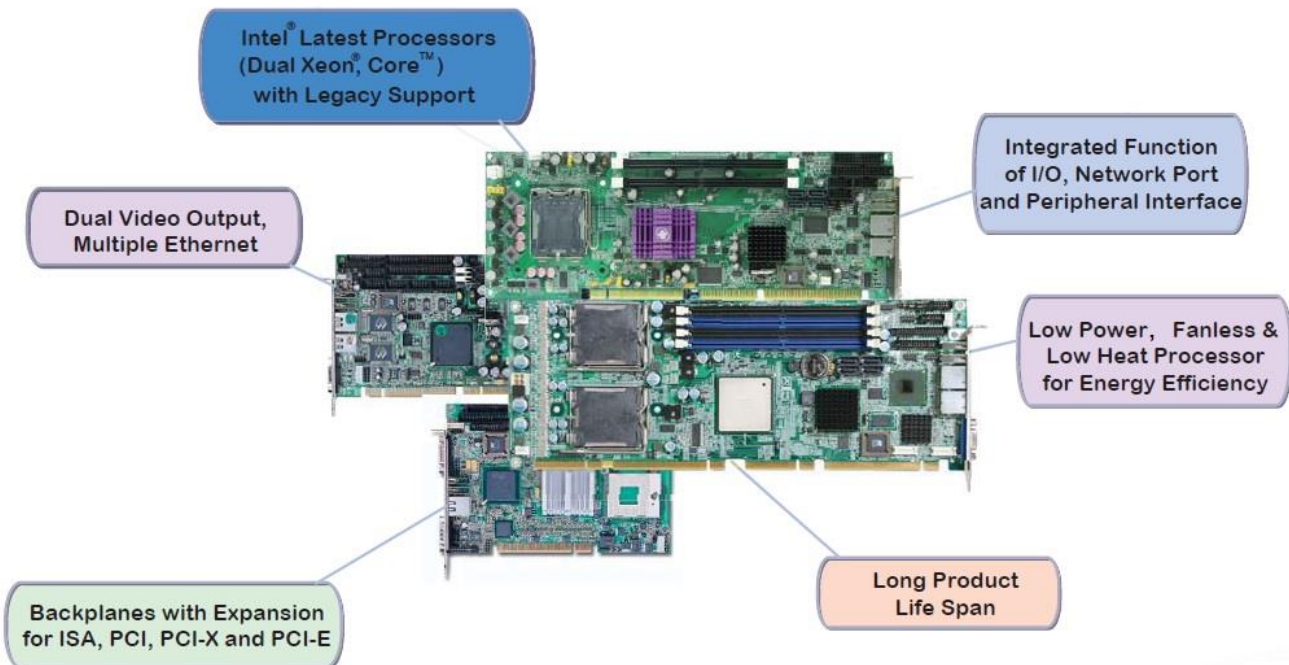 Intel® Latest Processors
(Dual Xeon®, Core™)
with Legacy Support
Integrated Function
of I/O, Network Port
and Peripheral Interface
Dual Video Output,
Multiple Ethernet
Low Power, Fanless &
Low Heat Processor
for Energy Efficiency
Long Product
Life Span
Backplanes with Expansion
for ISA, PCI, PCI-X and PCI-E